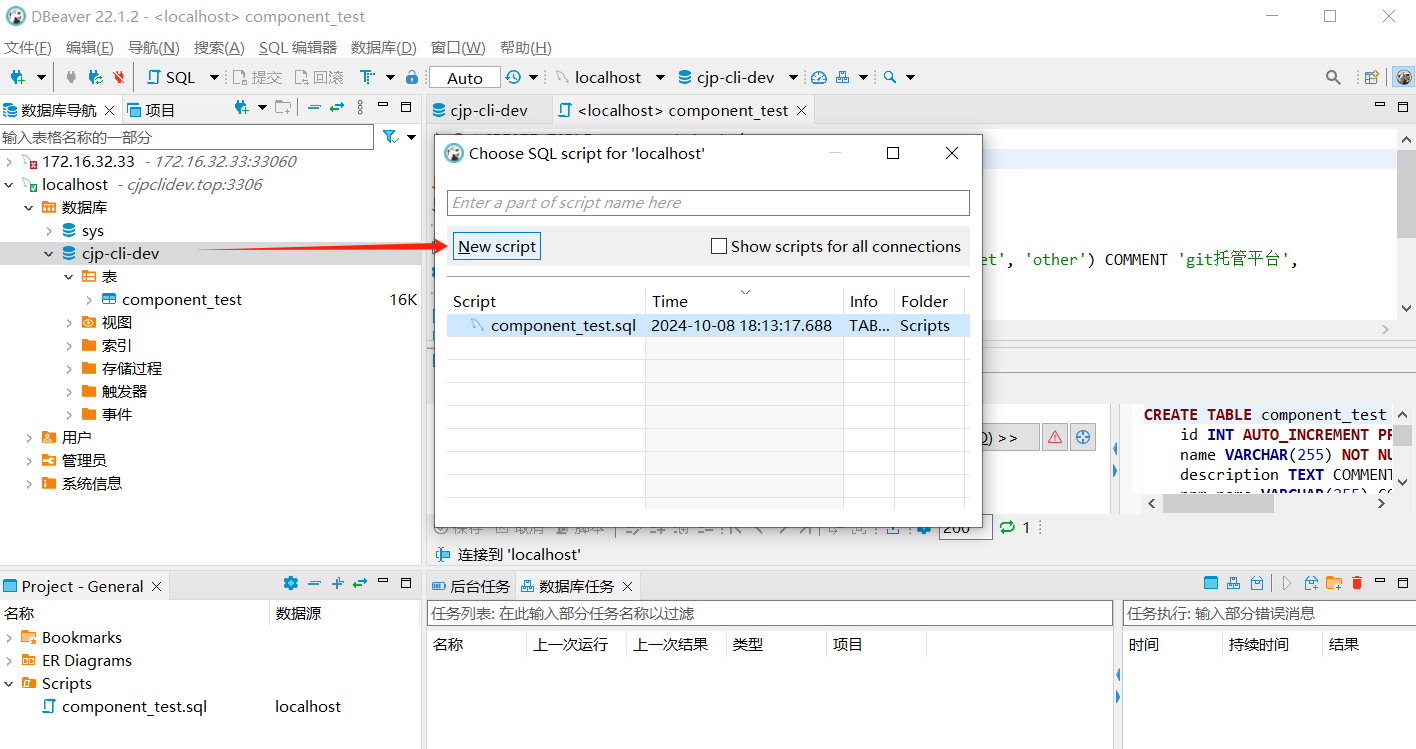 DBeaver 22.1.2 - <localhost> component_test
文件(F) 编辑(E) 导航(N) 搜索(A) SQL 编辑器 数据库(D) 窗口(W) 帮助(H)
SQL 提交 回滚 Auto localhost cjp-cli-dev
数据库导航 项目
cjp-cli-dev <localhost> component_test
输入表格名称的一部分
172.16.32.33 - 172.16.32.33:33060
localhost - cjpclidev.top:3306
数据库
sys
cjp-cli-dev
表
component_test 16K
视图
索引
存储过程
触发器
事件
用户
管理员
系统信息
Choose SQL script for 'localhost'
Enter a part of script name here
New script Show scripts for all connections
Script Time Info Folder
component_test.sql 2024-10-08 18:13:17.688 TAB... Scripts
', 'other') COMMENT 'git托管平台',
) >>
CREATE TABLE component_test
id INT AUTO_INCREMENT PR
name VARCHAR(255) NOT NU
description TEXT COMMENT
200 1
连接到 'localhost'
Project - General
名称 数据源
Bookmarks
ER Diagrams
Scripts
component_test.sql localhost
后台任务 数据库任务
任务列表: 在此输入部分任务名称以过滤
任务执行: 输入部分错误消息
名称 上一次运行 上一次结果 类型 项目
时间 持续时间 结果